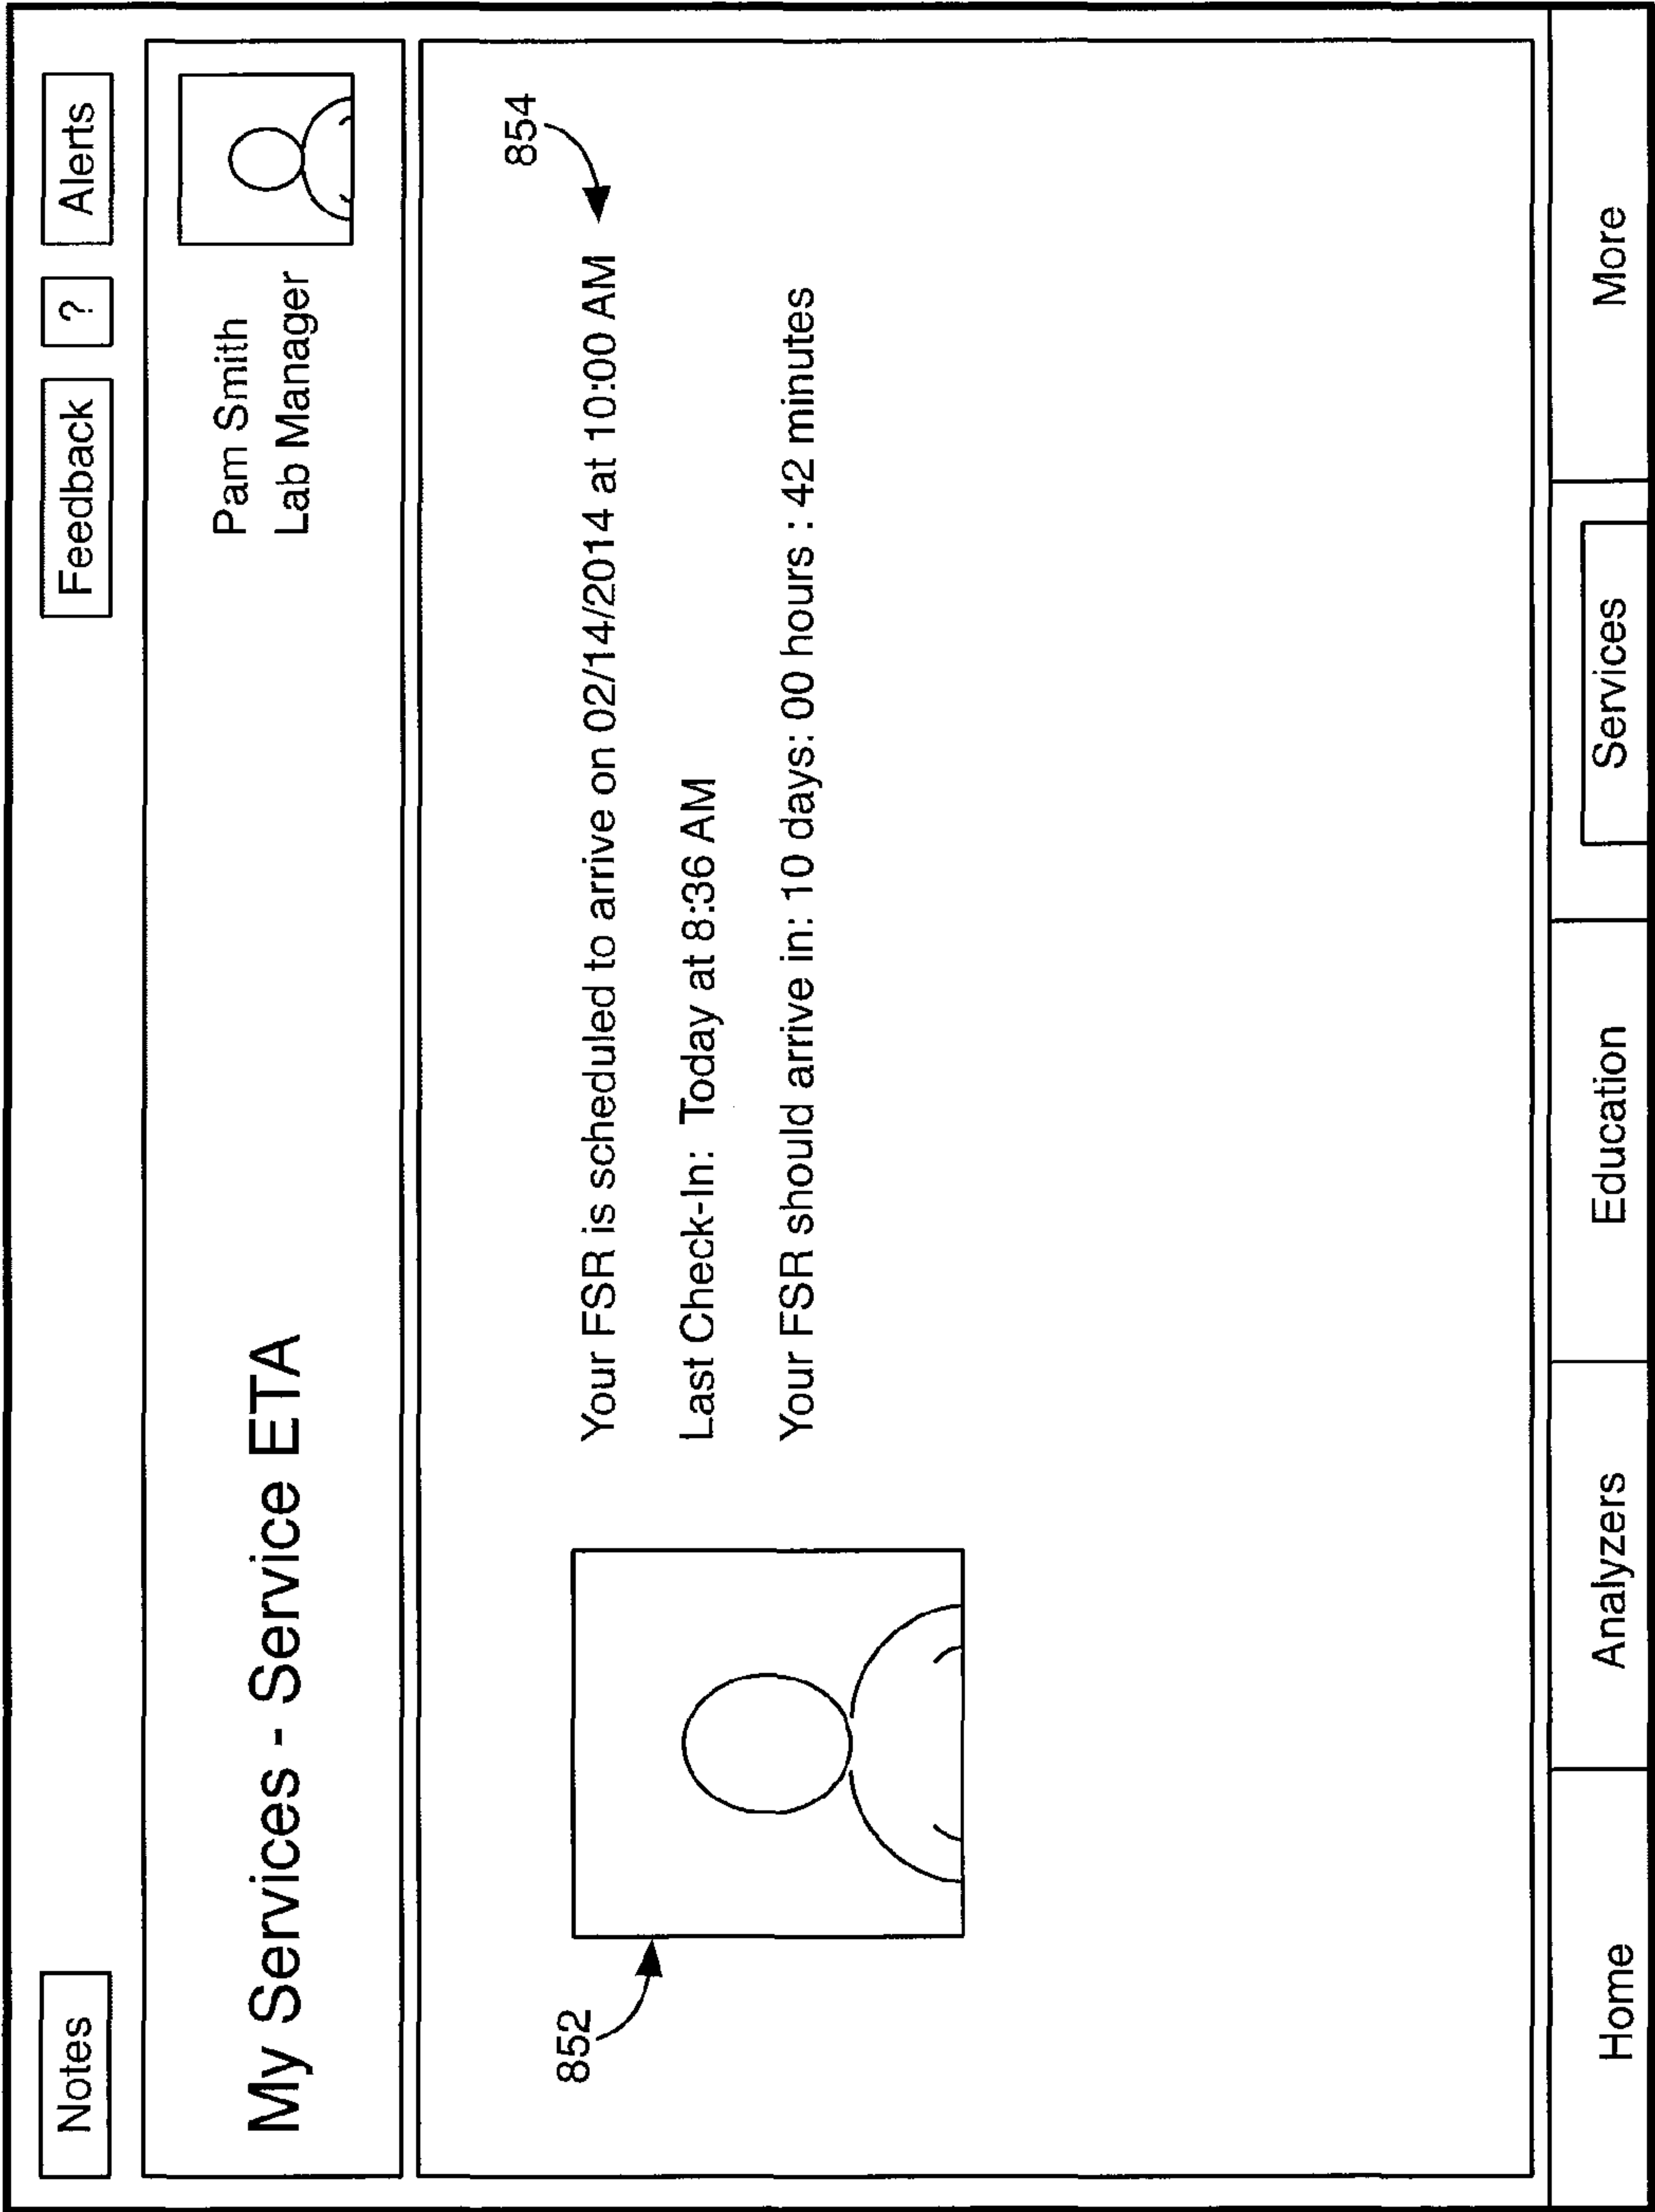 Notes
Feedback
?
Alerts
My Services - Service ETA
Pam Smith
Lab Manager
854
852
Your FSR is scheduled to arrive on 02/14/2014 at 10:00 AM
Last Check-In: Today at 8:36 AM
Your FSR should arrive in: 10 days: 00 hours : 42 minutes
Home
Analyzers
Education
Services
More